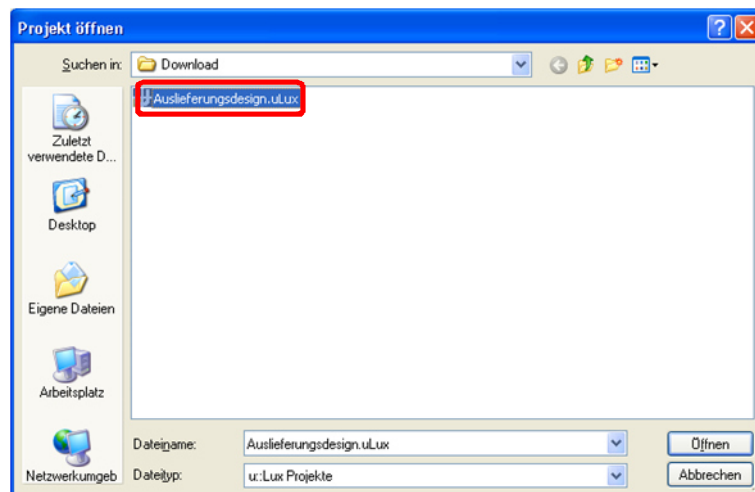 Projekt öffnen
Suchen in: Download
Auslieferungsdesign.uLux
Zuletzt
verwendete D...
Desktop
Eigene Dateien
Arbeitsplatz
Netzwerkumgeb
Dateiname: Auslieferungsdesign.uLux Öffnen
Dateityp: u::Lux Projekte Abbrechen